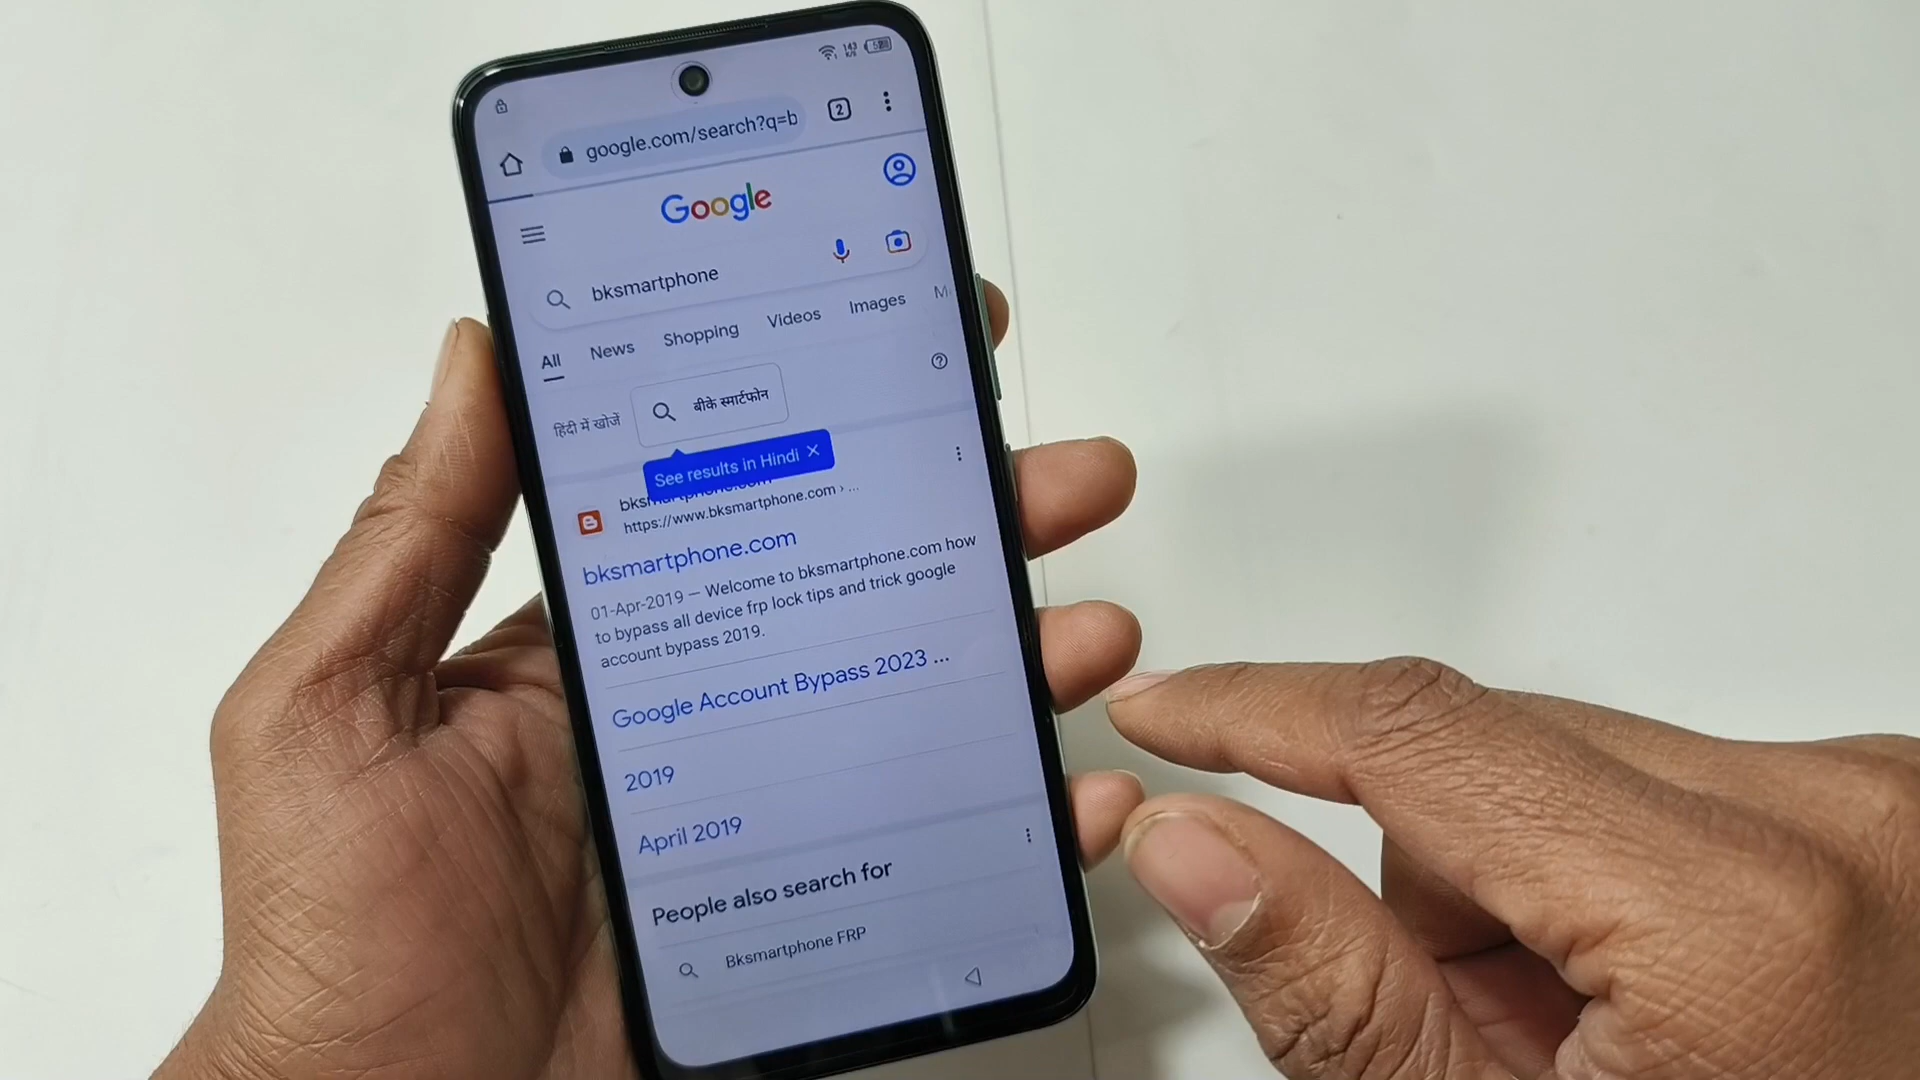 143
K/S
2
google.com/search?q=b
Google
bksmartphone
All News Shopping Videos Images
हिंदी में खोजें बीके स्मार्टफोन
See results in Hindi
https://www.bksmartphone.com › ...
bksmartphone.com
01-Apr-2019 — Welcome to bksmartphone.com how
to bypass all device frp lock tips and trick google
account bypass 2019.
Google Account Bypass 2023 ...
2019
April 2019
People also search for
Bksmartphone FRP